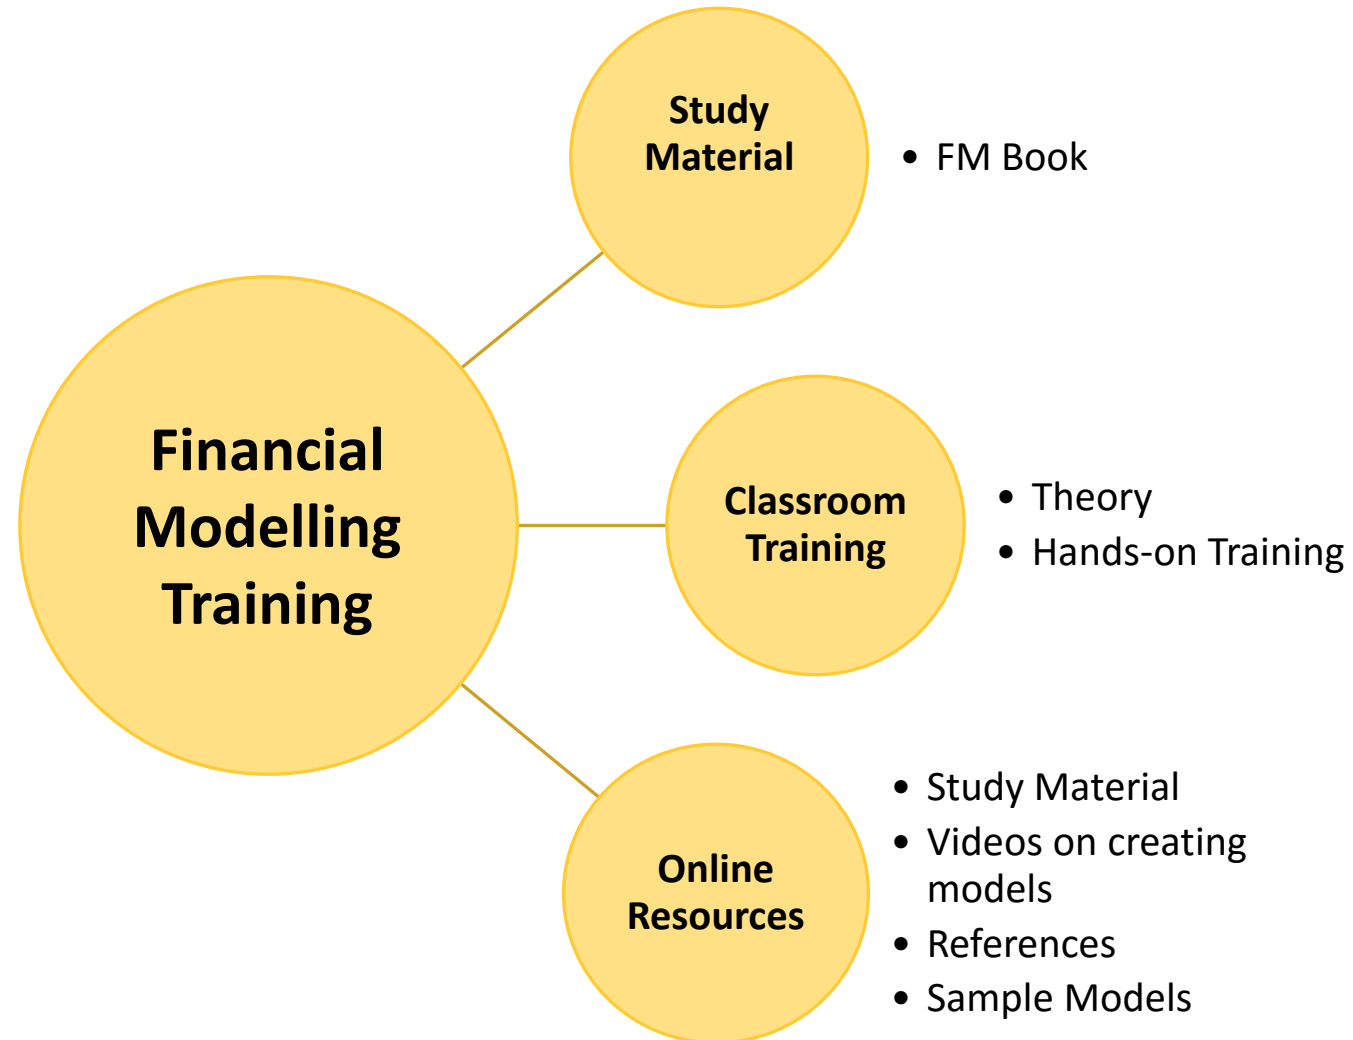 Study
Material
• FM Book
Financial
Modelling
Training
Classroom
Training
• Theory
• Hands-on Training
Online
Resources
• Study Material
• Videos on creating
models
• References
• Sample Models